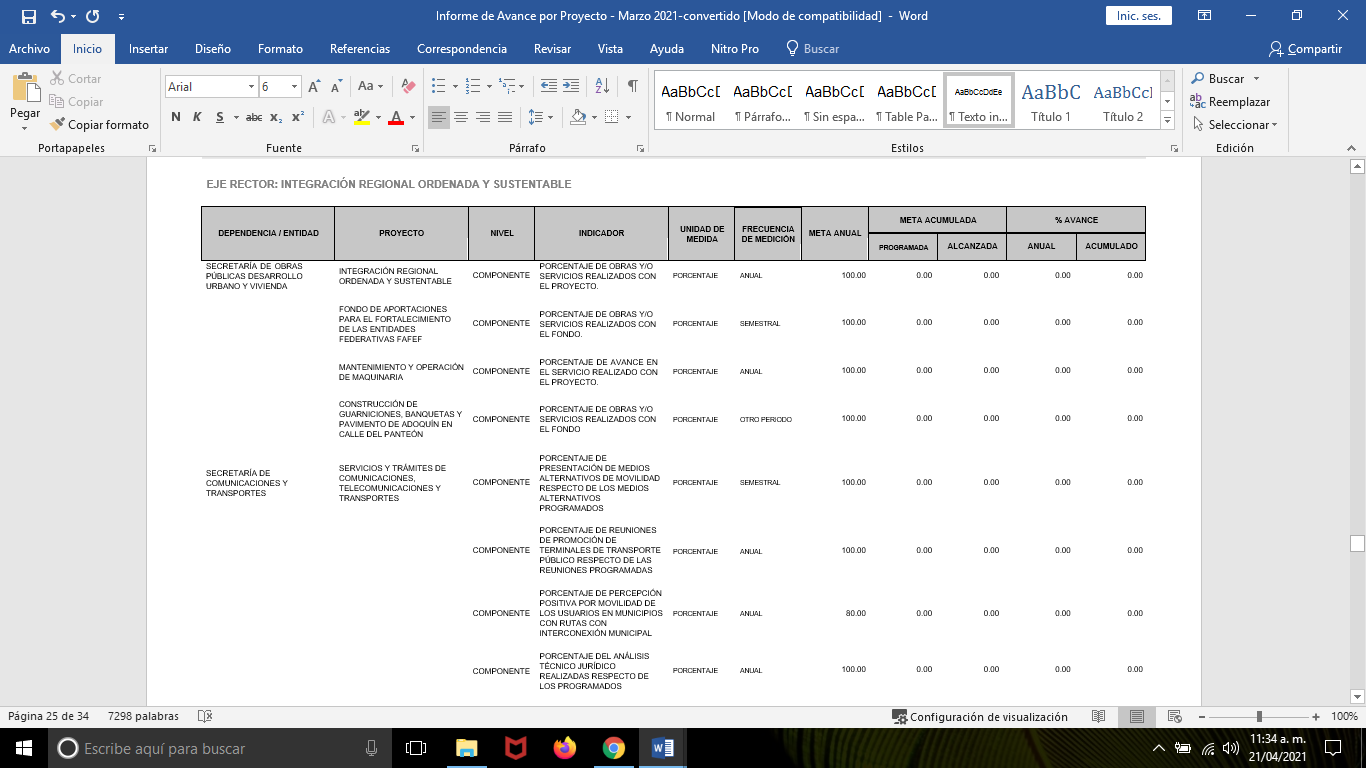 Informe de Avance por Proyecto - Marzo 2021-convertido [Modo de compatibilidad] - Word
Inic. ses.
Archivo Inicio Insertar Diseño Formato Referencias Correspondencia Revisar Vista Ayuda Nitro Pro Buscar Compartir
Pegar
Cortar
Copiar
Copiar formato
Portapapeles
Arial 6
Aa
N K S abc x₂ x²
A A
Fuente
Párrafo
AaBbCcD AaBbCcD AaBbCcD AaBbCcD AaBbCcDdEe AaBbC AaBbCcI
¶ Normal ¶ Párrafo... ¶ Sin espa... ¶ Table Pa... ¶ Texto in... Título 1 Título 2
Estilos
Buscar
Reemplazar
Seleccionar
Edición
EJE RECTOR: INTEGRACIÓN REGIONAL ORDENADA Y SUSTENTABLE
DEPENDENCIA / ENTIDAD PROYECTO NIVEL INDICADOR UNIDAD DE MEDIDA FRECUENCIA DE MEDICIÓN META ANUAL META ACUMULADA % AVANCE
PROGRAMADA ALCANZADA ANUAL ACUMULADO
SECRETARÍA DE OBRAS
PÚBLICAS DESARROLLO
URBANO Y VIVIENDA
INTEGRACIÓN REGIONAL
ORDENADA Y SUSTENTABLE
COMPONENTE
PORCENTAJE DE OBRAS Y/O
SERVICIOS REALIZADOS CON
EL PROYECTO.
PORCENTAJE ANUAL 100.00 0.00 0.00 0.00 0.00
FONDO DE APORTACIONES
PARA EL FORTALECIMIENTO
DE LAS ENTIDADES
FEDERATIVAS FAFEF
COMPONENTE
PORCENTAJE DE OBRAS Y/O
SERVICIOS REALIZADOS CON
EL FONDO.
PORCENTAJE SEMESTRAL 100.00 0.00 0.00 0.00 0.00
MANTENIMIENTO Y OPERACIÓN
DE MAQUINARIA
COMPONENTE
PORCENTAJE DE AVANCE EN
EL SERVICIO REALIZADO CON
EL PROYECTO.
PORCENTAJE ANUAL 100.00 0.00 0.00 0.00 0.00
CONSTRUCCIÓN DE
GUARNICIONES, BANQUETAS Y
PAVIMENTO DE ADOQUÍN EN
CALLE DEL PANTEÓN
COMPONENTE
PORCENTAJE DE OBRAS Y/O
SERVICIOS REALIZADOS CON
EL FONDO
PORCENTAJE OTRO PERIODO 100.00 0.00 0.00 0.00 0.00
SECRETARÍA DE
COMUNICACIONES Y
TRANSPORTES
SERVICIOS Y TRÁMITES DE
COMUNICACIONES,
TELECOMUNICACIONES Y
TRANSPORTES
COMPONENTE
PORCENTAJE DE
PRESENTACIÓN DE MEDIOS
ALTERNATIVOS DE MOVILIDAD
RESPECTO DE LOS MEDIOS
ALTERNATIVOS
PROGRAMADOS
PORCENTAJE SEMESTRAL 100.00 0.00 0.00 0.00 0.00
COMPONENTE
PORCENTAJE DE REUNIONES
DE PROMOCIÓN DE
TERMINALES DE TRANSPORTE
PÚBLICO RESPECTO DE LAS
REUNIONES PROGRAMADAS
PORCENTAJE ANUAL 100.00 0.00 0.00 0.00 0.00
COMPONENTE
PORCENTAJE DE PERCEPCIÓN
POSITIVA POR MOVILIDAD DE
LOS USUARIOS EN MUNICIPIOS
CON RUTAS CON
INTERCONEXIÓN MUNICIPAL
PORCENTAJE ANUAL 80.00 0.00 0.00 0.00 0.00
COMPONENTE
PORCENTAJE DEL ANÁLISIS
TÉCNICO JURÍDICO
REALIZADAS RESPECTO DE
LOS PROGRAMADOS
PORCENTAJE ANUAL 100.00 0.00 0.00 0.00 0.00
Página 25 de 34 7298 palabras Configuración de visualización 100%
Escribe aquí para buscar
11:34 a. m.
21/04/2021